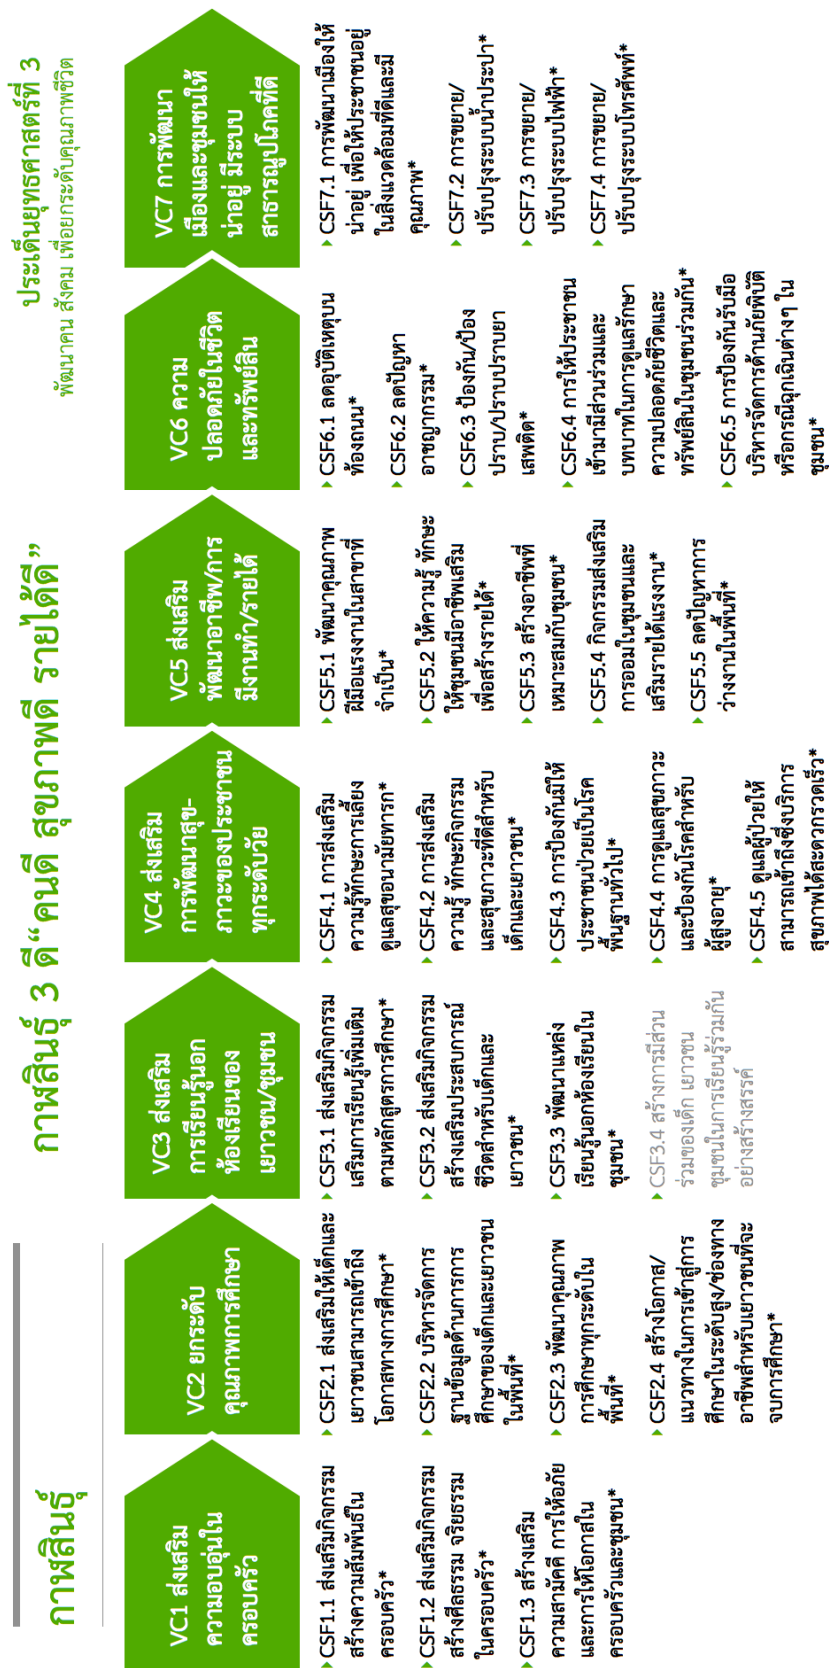 กาฬสินธุ์
กาฬสินธุ์ 3 ดี“คนดี สุขภาพดี รายได้ดี”
ประเด็นยุทธศาสตร์ที่ 3
พัฒนาคน สังคม เพื่อยกระดับคุณภาพชีวิต
VC1 ส่งเสริม
ความอบอุ่นใน
ครอบครัว
CSF1.1 ส่งเสริมกิจกรรม
สร้างความสัมพันธ์ใน
ครอบครัว*
CSF1.2 ส่งเสริมกิจกรรม
สร้างศีลธรรม จริยธรรม
ในครอบครัว*
CSF1.3 สร้างเสริม
ความสามัคคี การให้อภัย
และการให้โอกาสใน
ครอบครัวและชุมชน*
VC2 ยกระดับ
คุณภาพการศึกษา
CSF2.1 ส่งเสริมให้เด็กและ
เยาวชนสามารถเข้าถึง
โอกาสทางการศึกษา*
CSF2.2 บริหารจัดการ
ฐานข้อมูลด้านการการ
ศึกษาของเด็กและเยาวชน
ในพื้นที่*
CSF2.3 พัฒนาคุณภาพ
การศึกษาทุกระดับใน
พื้นที่*
CSF2.4 สร้างโอกาส/
แนวทางในการเข้าสู่การ
ศึกษาในระดับสูง/ช่องทาง
อาชีพสำหรับเยาวชนที่จะ
จบการศึกษา*
VC3 ส่งเสริม
การเรียนรู้นอก
ห้องเรียนของ
เยาวชน/ชุมชน
CSF3.1 ส่งเสริมกิจกรรม
เสริมการเรียนรู้เพิ่มเติม
ตามหลักสูตรการศึกษา*
CSF3.2 ส่งเสริมกิจกรรม
สร้างเสริมประสบการณ์
ชีวิตสำหรับเด็กและ
เยาวชน*
CSF3.3 พัฒนาแหล่ง
เรียนรู้นอกห้องเรียนใน
ชุมชน*
CSF3.4 สร้างการมีส่วน
ร่วมของเด็ก เยาวชน
ชุมชนในการเรียนรู้ร่วมกัน
อย่างสร้างสรรค์
VC4 ส่งเสริม
การพัฒนาสุข-
ภาวะของประชาชน
ทุกระดับวัย
CSF4.1 การส่งเสริม
ความรู้ทักษะการเลี้ยง
ดูแลสุขอนามัยทารก*
CSF4.2 การส่งเสริม
ความรู้ ทักษะกิจกรรม
และสุขภาวะที่ดีสำหรับ
เด็กและเยาวชน*
CSF4.3 การป้องกันมิให้
ประชาชนป่วยเป็นโรค
พื้นฐานทั่วไป*
CSF4.4 การดูแลสุขภาวะ
และป้องกันโรคสำหรับ
ผู้สูงอายุ*
CSF4.5 ดูแลผู้ป่วยให้
สามารถเข้าถึงซึ่งบริการ
สุขภาพได้สะดวกรวดเร็ว*
VC5 ส่งเสริม
พัฒนาอาชีพ/การ
มีงานทำ/รายได้
CSF5.1 พัฒนาคุณภาพ
ฝีมือแรงงานในสาขาที่
จำเป็น*
CSF5.2 ให้ความรู้ ทักษะ
ให้ชุมชนมีอาชีพเสริม
เพื่อสร้างรายได้*
CSF5.3 สร้างอาชีพที่
เหมาะสมกับชุมชน*
CSF5.4 กิจกรรมส่งเสริม
การออมในชุมชนและ
เสริมรายได้แรงงาน*
CSF5.5 ลดปัญหาการ
ว่างงานในพื้นที่*
VC6 ความ
ปลอดภัยในชีวิต
และทรัพย์สิน
CSF6.1 ลดอุบัติเหตุบน
ท้องถนน*
CSF6.2 ลดปัญหา
อาชญากรรม*
CSF6.3 ป้องกัน/ป้อง
ปราบ/ปราบปราบยา
เสพติด*
CSF6.4 การให้ประชาชน
เข้ามามีส่วนร่วมและ
บทบาทในการดูแลรักษา
ความปลอดภัยชีวิตและ
ทรัพย์สินในชุมชนร่วมกัน*
CSF6.5 การป้องกันรับมือ
บริหารจัดการด้านภัยพิบัติ
หรือกรณีฉุกเฉินต่างๆ ใน
ชุมชน*
VC7 การพัฒนา
เมืองและชุมชนให้
น่าอยู่ มีระบบ
สาธารณูปโภคที่ดี
CSF7.1 การพัฒนาเมืองให้
น่าอยู่ เพื่อให้ประชาชนอยู่
ในสิ่งแวดล้อมที่ดีและมี
คุณภาพ*
CSF7.2 การขยาย/
ปรับปรุงระบบน้ำประปา*
CSF7.3 การขยาย/
ปรับปรุงระบบไฟฟ้า*
CSF7.4 การขยาย/
ปรับปรุงระบบโทรศัพท์*